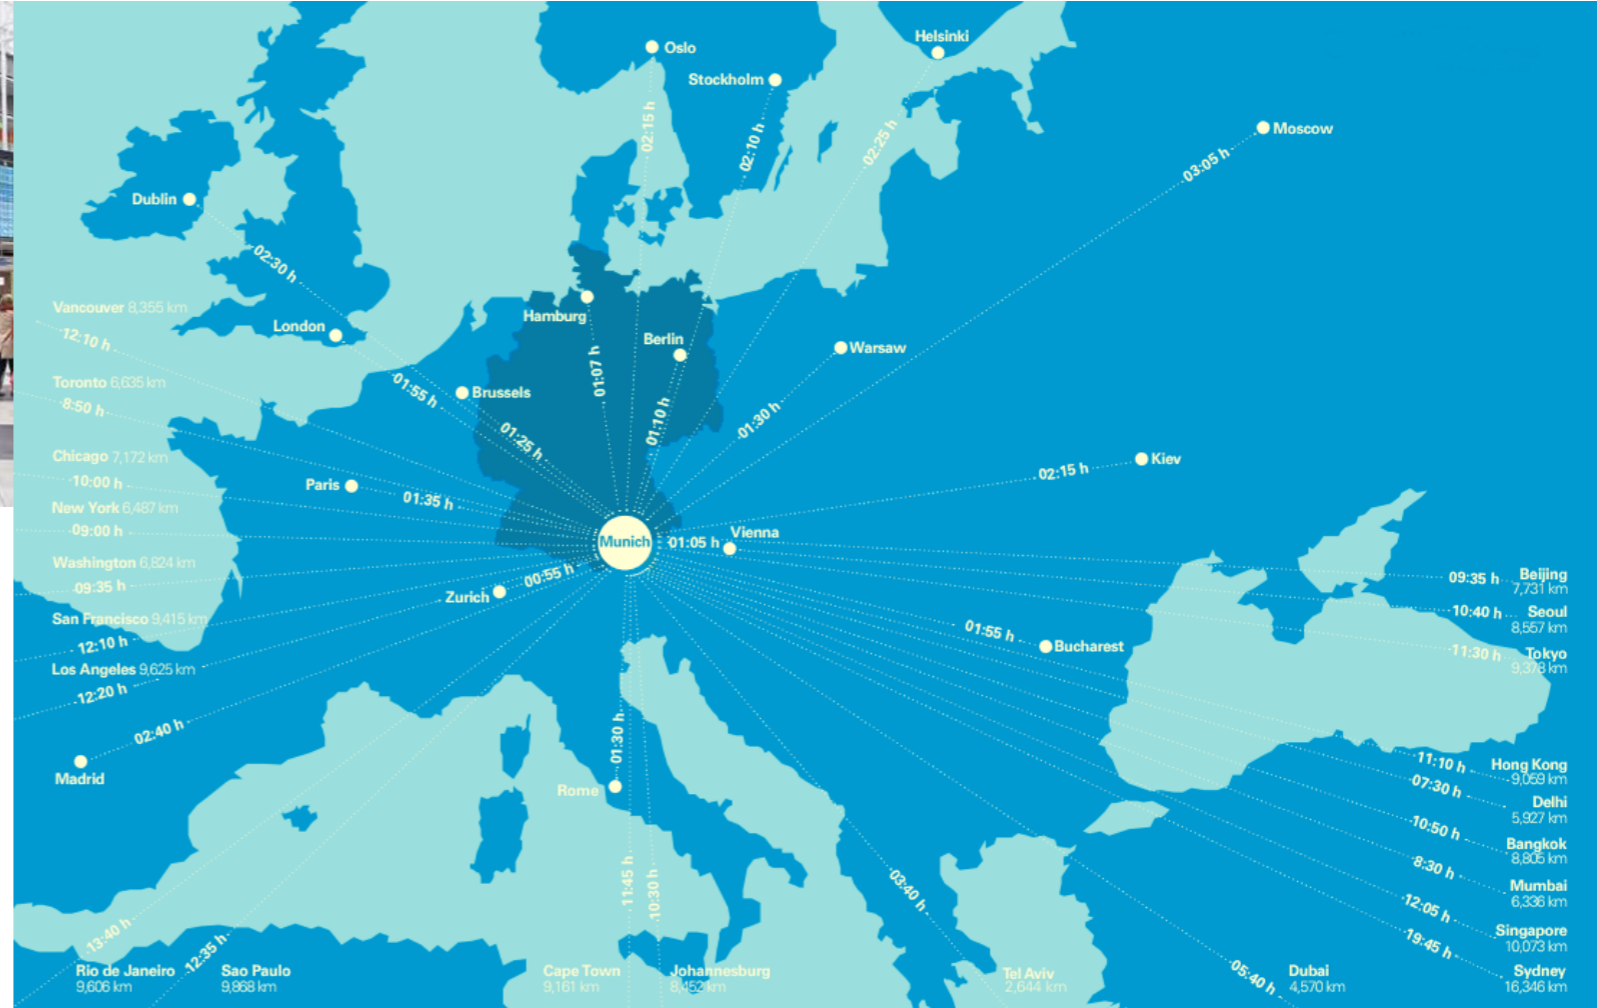 Helsinki
Oslo
Stockholm
02:15 h
02:10 h
02:25 h
Moscow
03:05 h
Dublin
02:30 h
Vancouver 8,355 km
12:10 h
London
Hamburg
Berlin
Warsaw
Toronto 6,635 km
8:50 h
01:55 h
Brussels
01:07 h
01:10 h
01:30 h
01:25 h
Chicago 7,172 km
10:00 h
Paris
01:35 h
02:15 h
Kiev
New York 6,487 km
09:00 h
Munich
01:05 h
Vienna
Washington 6,824 km
09:35 h
00:55 h
Zurich
09:35 h
Beijing
7,731 km
San Francisco 9,415 km
12:10 h
10:40 h
Seoul
8,557 km
01:55 h
Bucharest
11:30 h
Tokyo
9,378 km
Los Angeles 9,625 km
12:20 h
02:40 h
Madrid
01:30 h
Rome
11:10 h
Hong Kong
9,059 km
07:30 h
Delhi
5,927 km
10:50 h
Bangkok
8,805 km
8:30 h
Mumbai
6,336 km
12:05 h
Singapore
10,073 km
19:45 h
Sydney
16,346 km
11:45 h
10:30 h
03:40 h
13:40 h
12:35 h
05:40 h
Rio de Janeiro
9,606 km
Sao Paulo
9,868 km
Cape Town
9,161 km
Johannesburg
8,452 km
Tel Aviv
2,644 km
Dubai
4,570 km